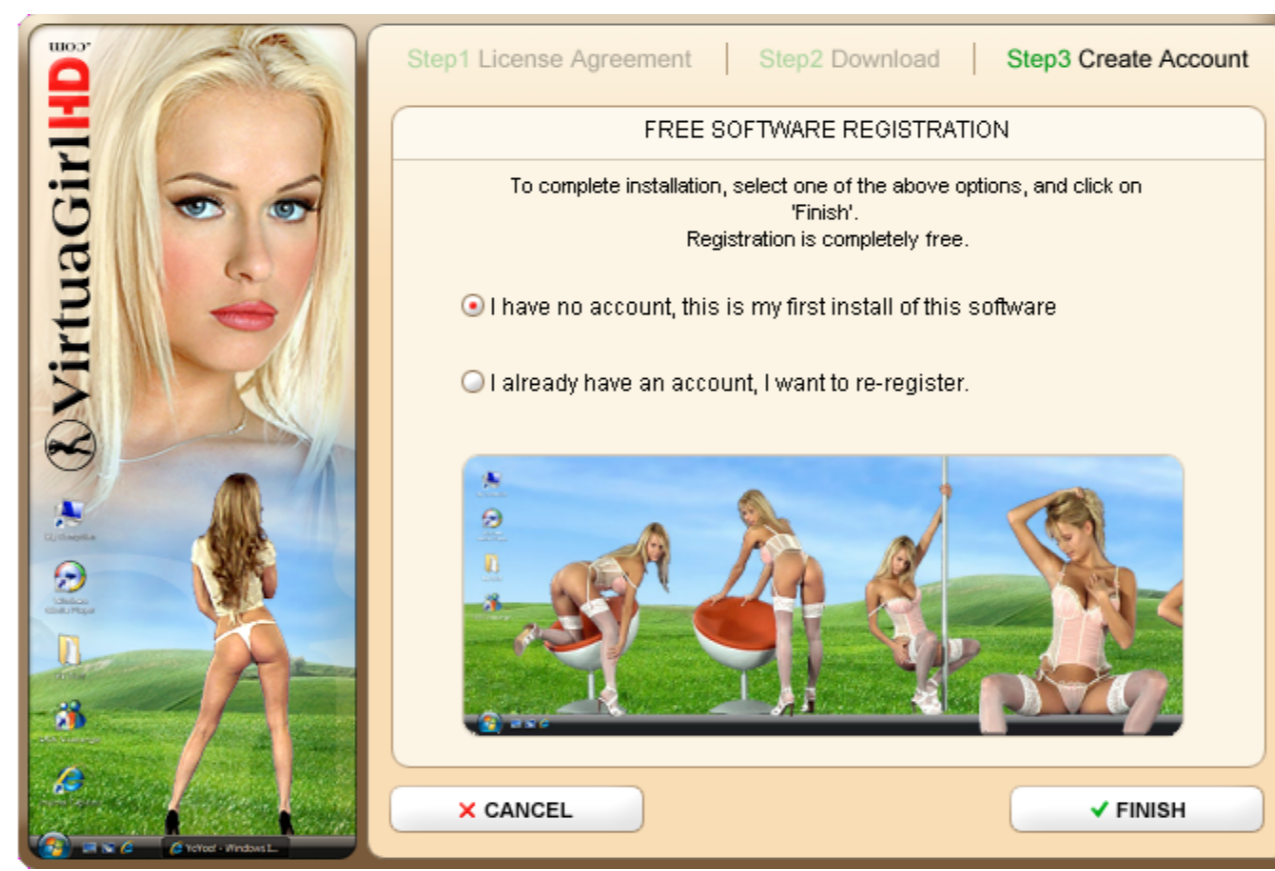 VirtuaGirlHD
.com
Step1 License Agreement
Step2 Download
Step3 Create Account
FREE SOFTWARE REGISTRATION
To complete installation, select one of the above options, and click on
'Finish'.
Registration is completely free.
I have no account, this is my first install of this software
I already have an account, I want to re-register.
CANCEL
FINISH